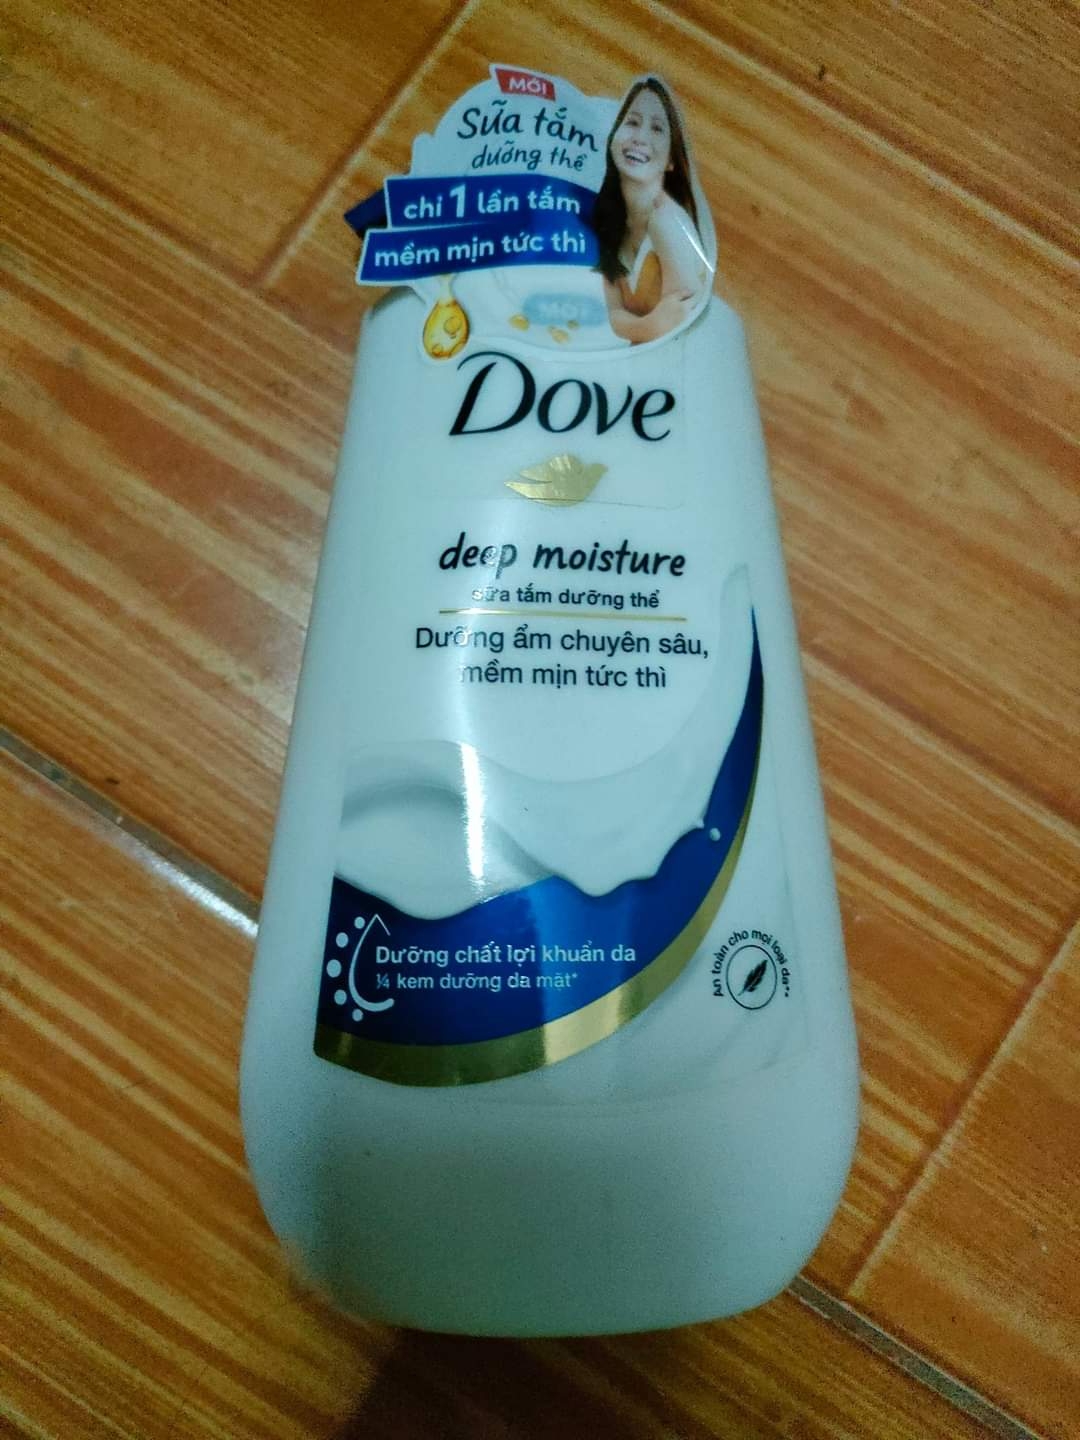 MỚI
Sữa tắm
dưỡng thể
chỉ 1 lần tắm
mềm mịn tức thì
MỚI
Dove
deep moisture
sữa tắm dưỡng thể
Dưỡng ẩm chuyên sâu,
mềm mịn tức thì
Dưỡng chất lợi khuẩn da
¼ kem dưỡng da mặt*
An toàn cho mọi loại da**